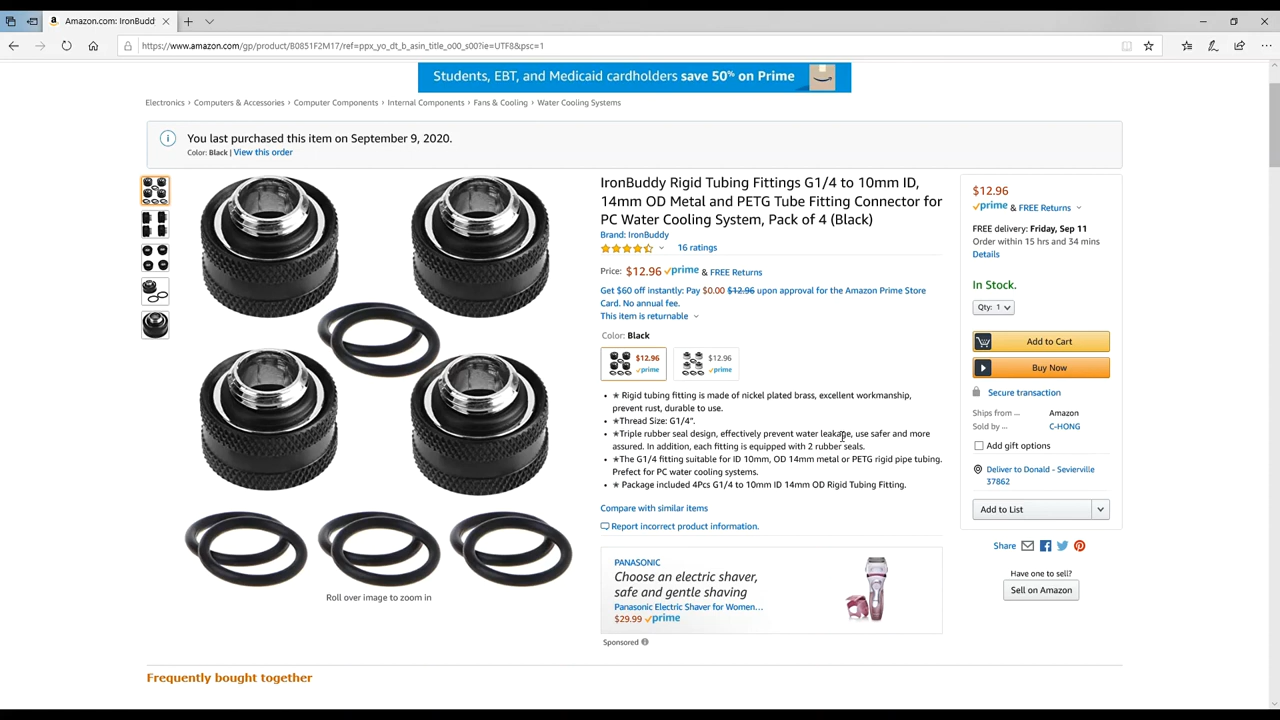 Amazon.com: IronBuddy
https://www.amazon.com/gp/product/B0851F2M17/ref=ppx_yo_dt_b_asin_title_o00_s00?ie=UTF8&psc=1
Students, EBT, and Medicaid cardholders save 50% on Prime
Electronics › Computers & Accessories › Computer Components › Internal Components › Fans & Cooling › Water Cooling Systems
You last purchased this item on September 9, 2020.
Color: Black | View this order
IronBuddy Rigid Tubing Fittings G1/4 to 10mm ID,
14mm OD Metal and PETG Tube Fitting Connector for
PC Water Cooling System, Pack of 4 (Black)
Brand: IronBuddy
16 ratings
Price: $12.96 prime & FREE Returns
Get $60 off instantly: Pay $0.00 $12.96 upon approval for the Amazon Prime Store
Card. No annual fee.
This item is returnable
Color: Black
$12.96
prime
$12.96
prime
• ★ Rigid tubing fitting is made of nickel plated brass, excellent workmanship,
prevent rust, durable to use.
• ★Thread Size: G1/4".
• ★Triple rubber seal design, effectively prevent water leakage, use safer and more
assured. In addition, each fitting is equipped with 2 rubber seals.
• ★The G1/4 fitting suitable for ID 10mm, OD 14mm metal or PETG rigid pipe tubing.
Prefect for PC water cooling systems.
• ★ Package included 4Pcs G1/4 to 10mm ID 14mm OD Rigid Tubing Fitting.
Compare with similar items
Report incorrect product information.
PANASONIC
Choose an electric shaver,
safe and gentle shaving
Panasonic Electric Shaver for Women...
$29.99 prime
Sponsored
Roll over image to zoom in
$12.96
prime & FREE Returns
FREE delivery: Friday, Sep 11
Order within 15 hrs and 34 mins
Details
In Stock.
Qty: 1
Add to Cart
Buy Now
Secure transaction
Ships from ... Amazon
Sold by ... C-HONG
Add gift options
Deliver to Donald - Sevierville
37862
Add to List
Share
Have one to sell?
Sell on Amazon
Frequently bought together